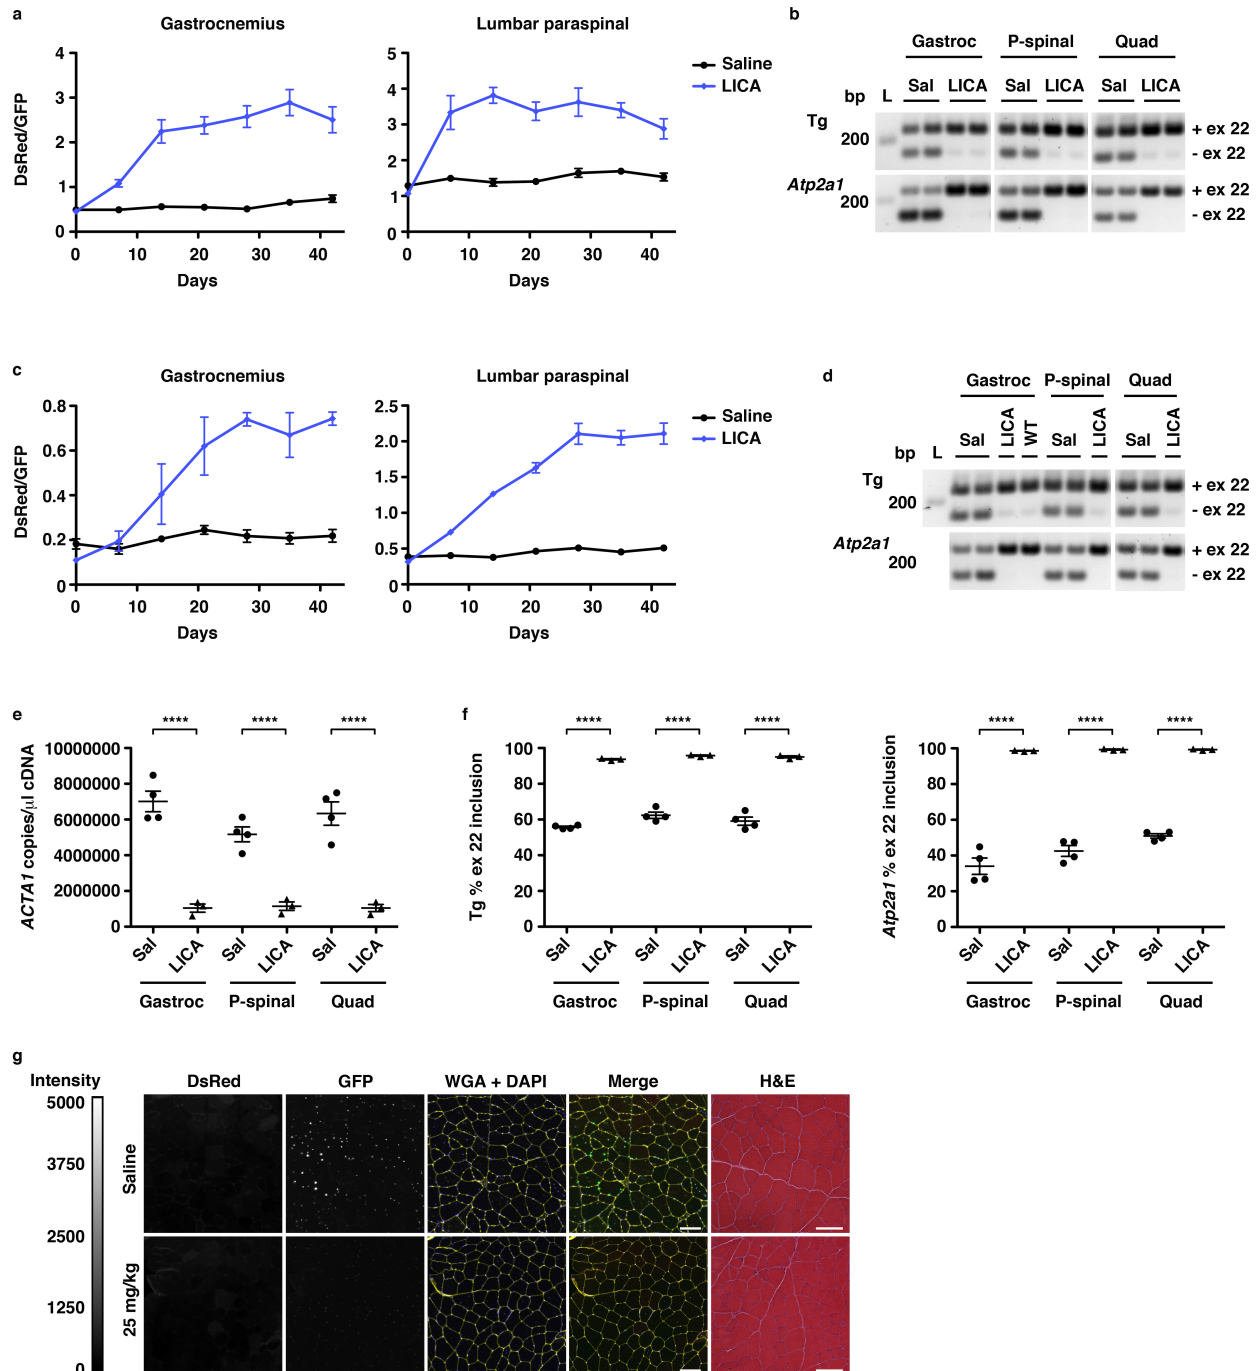 a
Gastrocnemius
Lumbar paraspinal
DsRed/GFP
4
3
2
1
0
0
10
20
30
40
Days
5
4
3
2
1
0
0
10
20
30
40
Days
Saline
LICA
b
Gastroc
P-spinal
Quad
bp
L
Sal
LICA
Sal
LICA
Sal
LICA
Tg
200
+ ex 22
- ex 22
Atp2a1
200
+ ex 22
- ex 22
c
Gastrocnemius
Lumbar paraspinal
DsRed/GFP
0.8
0.6
0.4
0.2
0
0
10
20
30
40
Days
2.5
2.0
1.5
1.0
0.5
0
0
10
20
30
40
Days
Saline
LICA
d
Gastroc
P-spinal
Quad
bp
L
Sal
LICA
WT
Sal
LICA
Sal
LICA
Tg
200
+ ex 22
- ex 22
Atp2a1
200
+ ex 22
- ex 22
e
ACTA1 copies/µl cDNA
10000000
8000000
6000000
4000000
2000000
0
****
****
****
Sal
LICA
Sal
LICA
Sal
LICA
Gastroc
P-spinal
Quad
f
Tg % ex 22 inclusion
100
80
60
40
20
0
****
****
****
Sal
LICA
Sal
LICA
Sal
LICA
Gastroc
P-spinal
Quad
Atp2a1 % ex 22 inclusion
100
80
60
40
20
0
****
****
****
Sal
LICA
Sal
LICA
Sal
LICA
Gastroc
P-spinal
Quad
g
Intensity
DsRed
GFP
WGA + DAPI
Merge
H&E
5000
3750
2500
1250
0
Saline
25 mg/kg